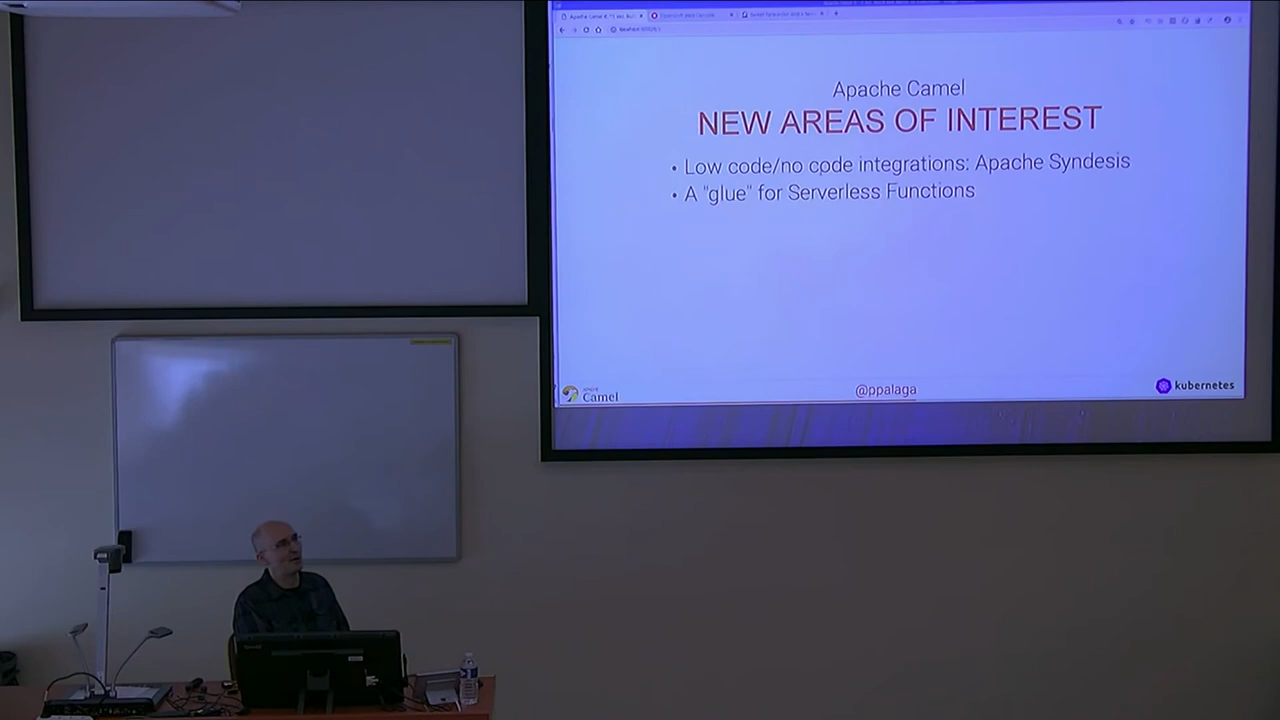 Apache Camel
NEW AREAS OF INTEREST
• Low code/no code integrations: Apache Syndesis
• A "glue" for Serverless Functions
APACHE
Camel
@ppalaga
kubernetes